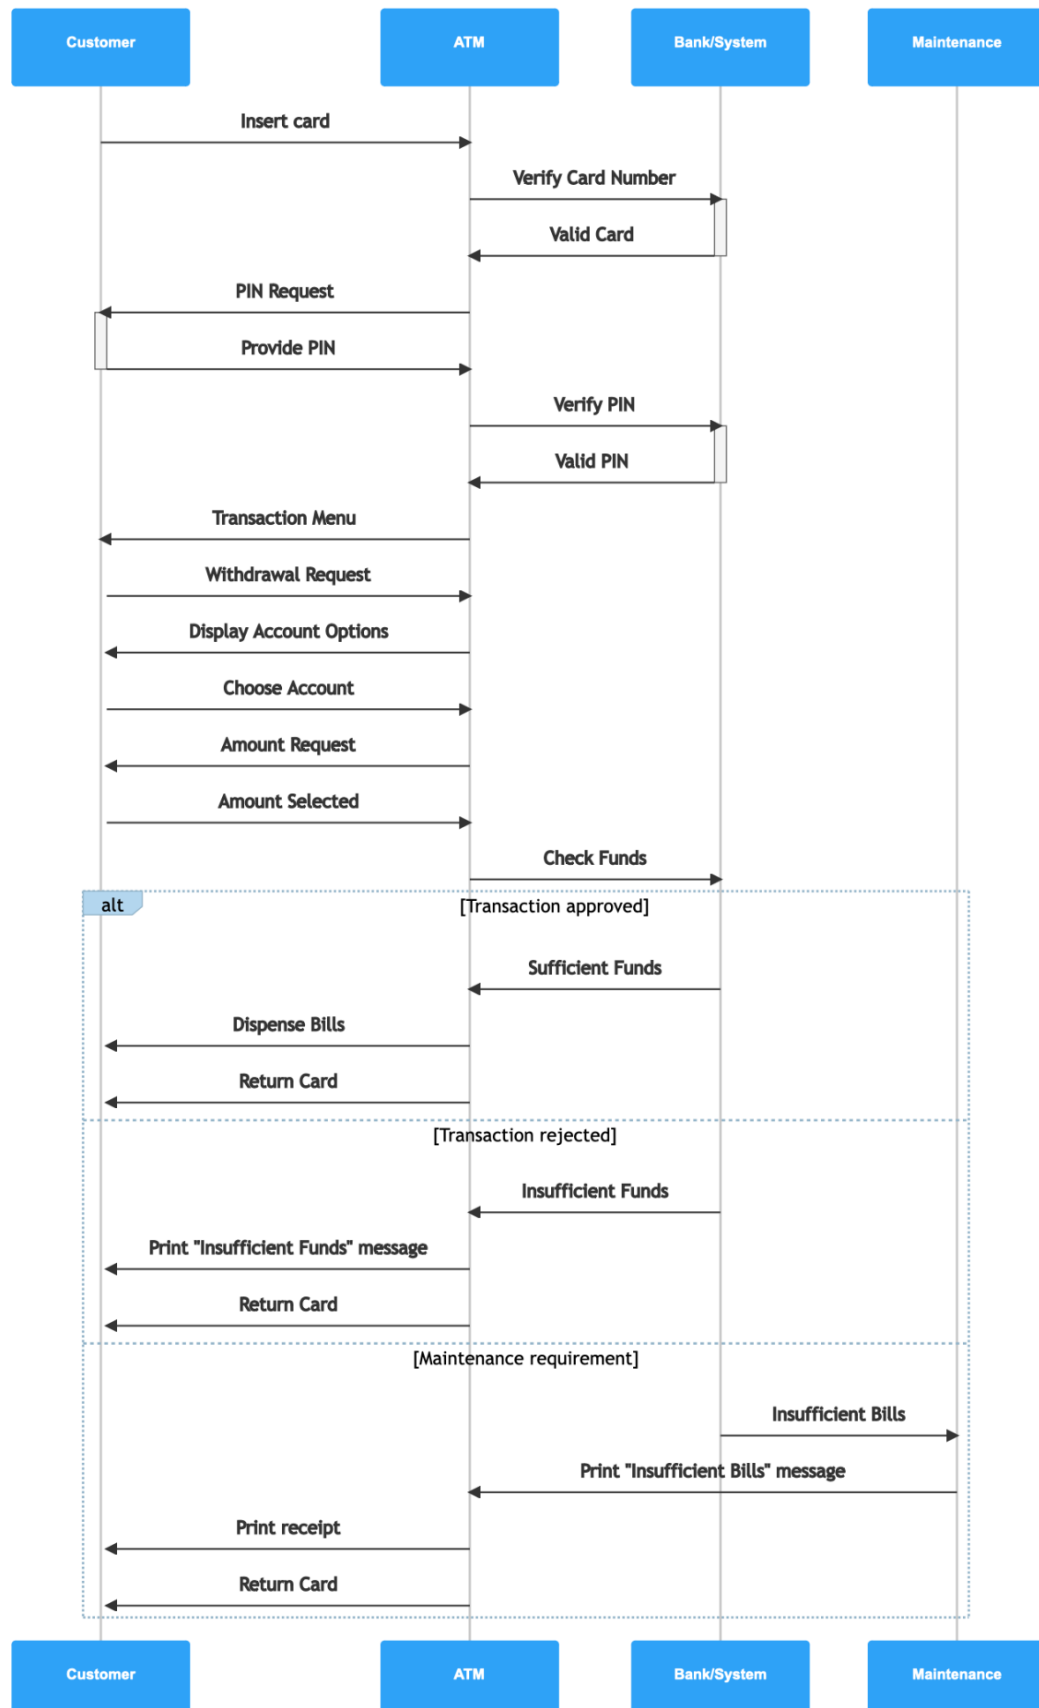 Customer
ATM
Bank/System
Maintenance
Insert card
Verify Card Number
Valid Card
PIN Request
Provide PIN
Verify PIN
Valid PIN
Transaction Menu
Withdrawal Request
Display Account Options
Choose Account
Amount Request
Amount Selected
Check Funds
alt
[Transaction approved]
Sufficient Funds
Dispense Bills
Return Card
[Transaction rejected]
Insufficient Funds
Print "Insufficient Funds" message
Return Card
[Maintenance requirement]
Insufficient Bills
Print "Insufficient Bills" message
Print receipt
Return Card
Customer
ATM
Bank/System
Maintenance